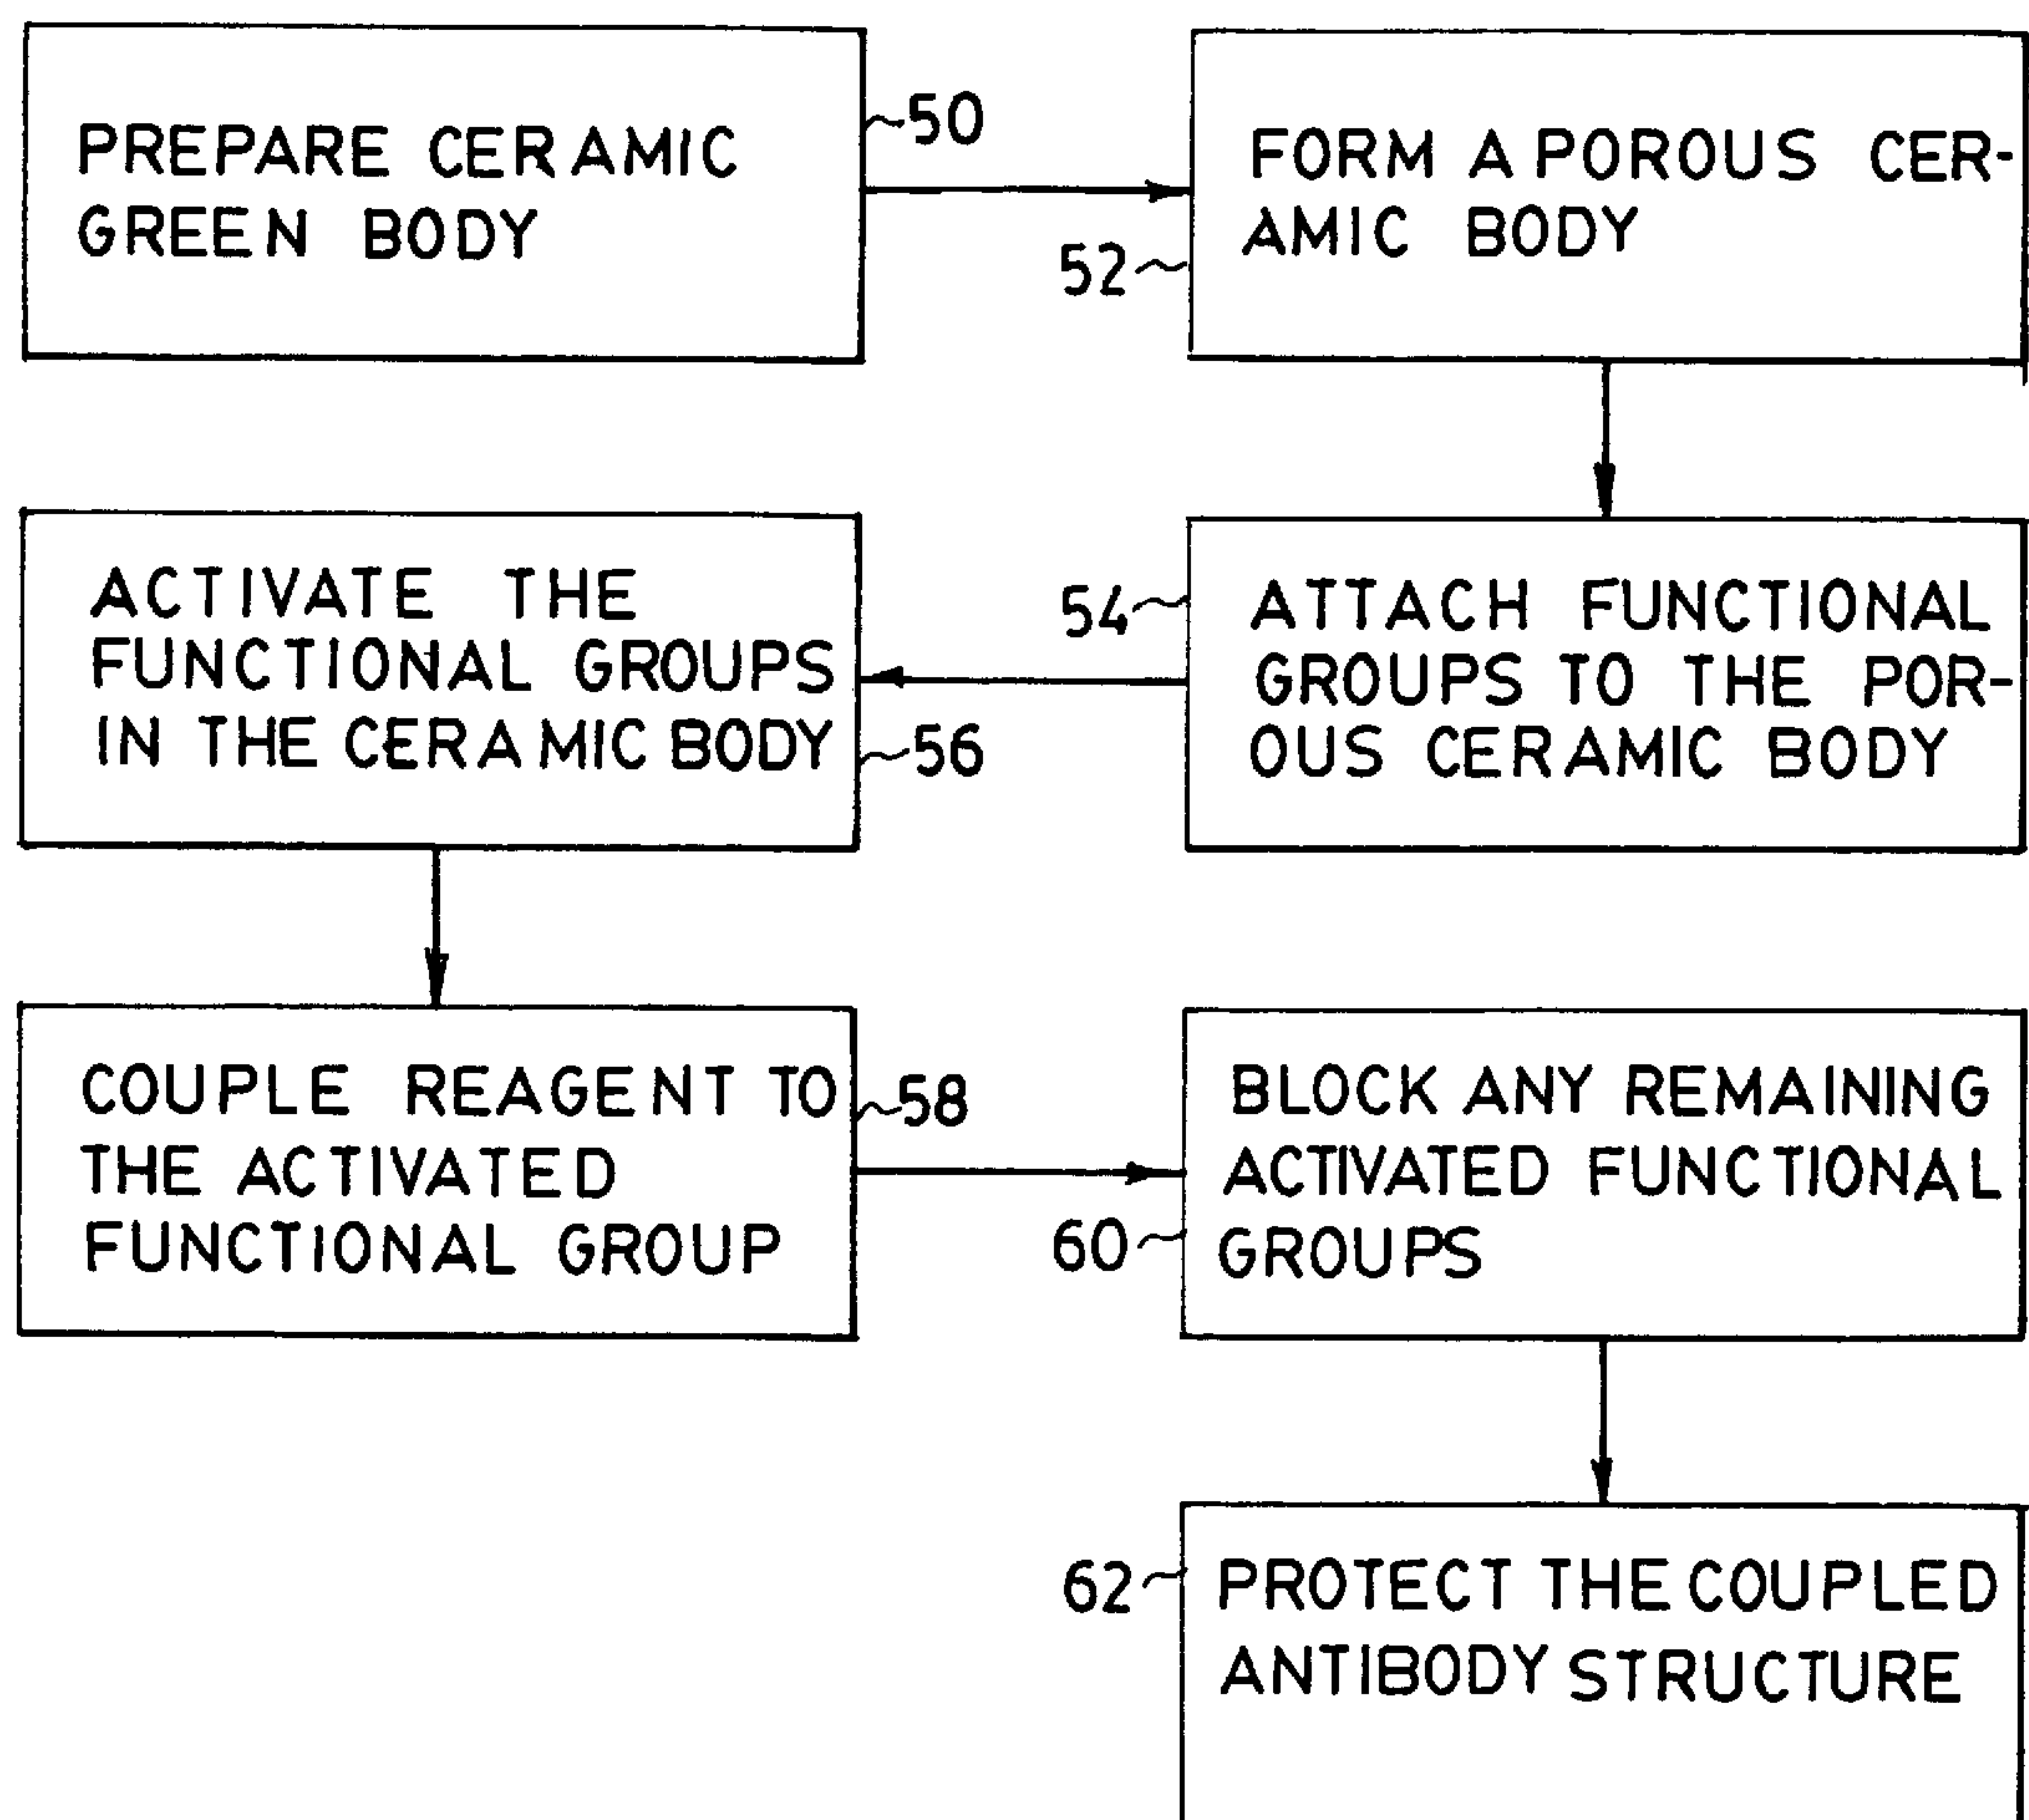 PREPARE CERAMIC
GREEN BODY
50
52
FORM A POROUS CER-
AMIC BODY
54
ATTACH FUNCTIONAL
GROUPS TO THE POR-
OUS CERAMIC BODY
ACTIVATE THE
FUNCTIONAL GROUPS
IN THE CERAMIC BODY
56
COUPLE REAGENT TO
THE ACTIVATED
FUNCTIONAL GROUP
58
60
BLOCK ANY REMAINING
ACTIVATED FUNCTIONAL
GROUPS
62
PROTECT THE COUPLED
ANTIBODY STRUCTURE